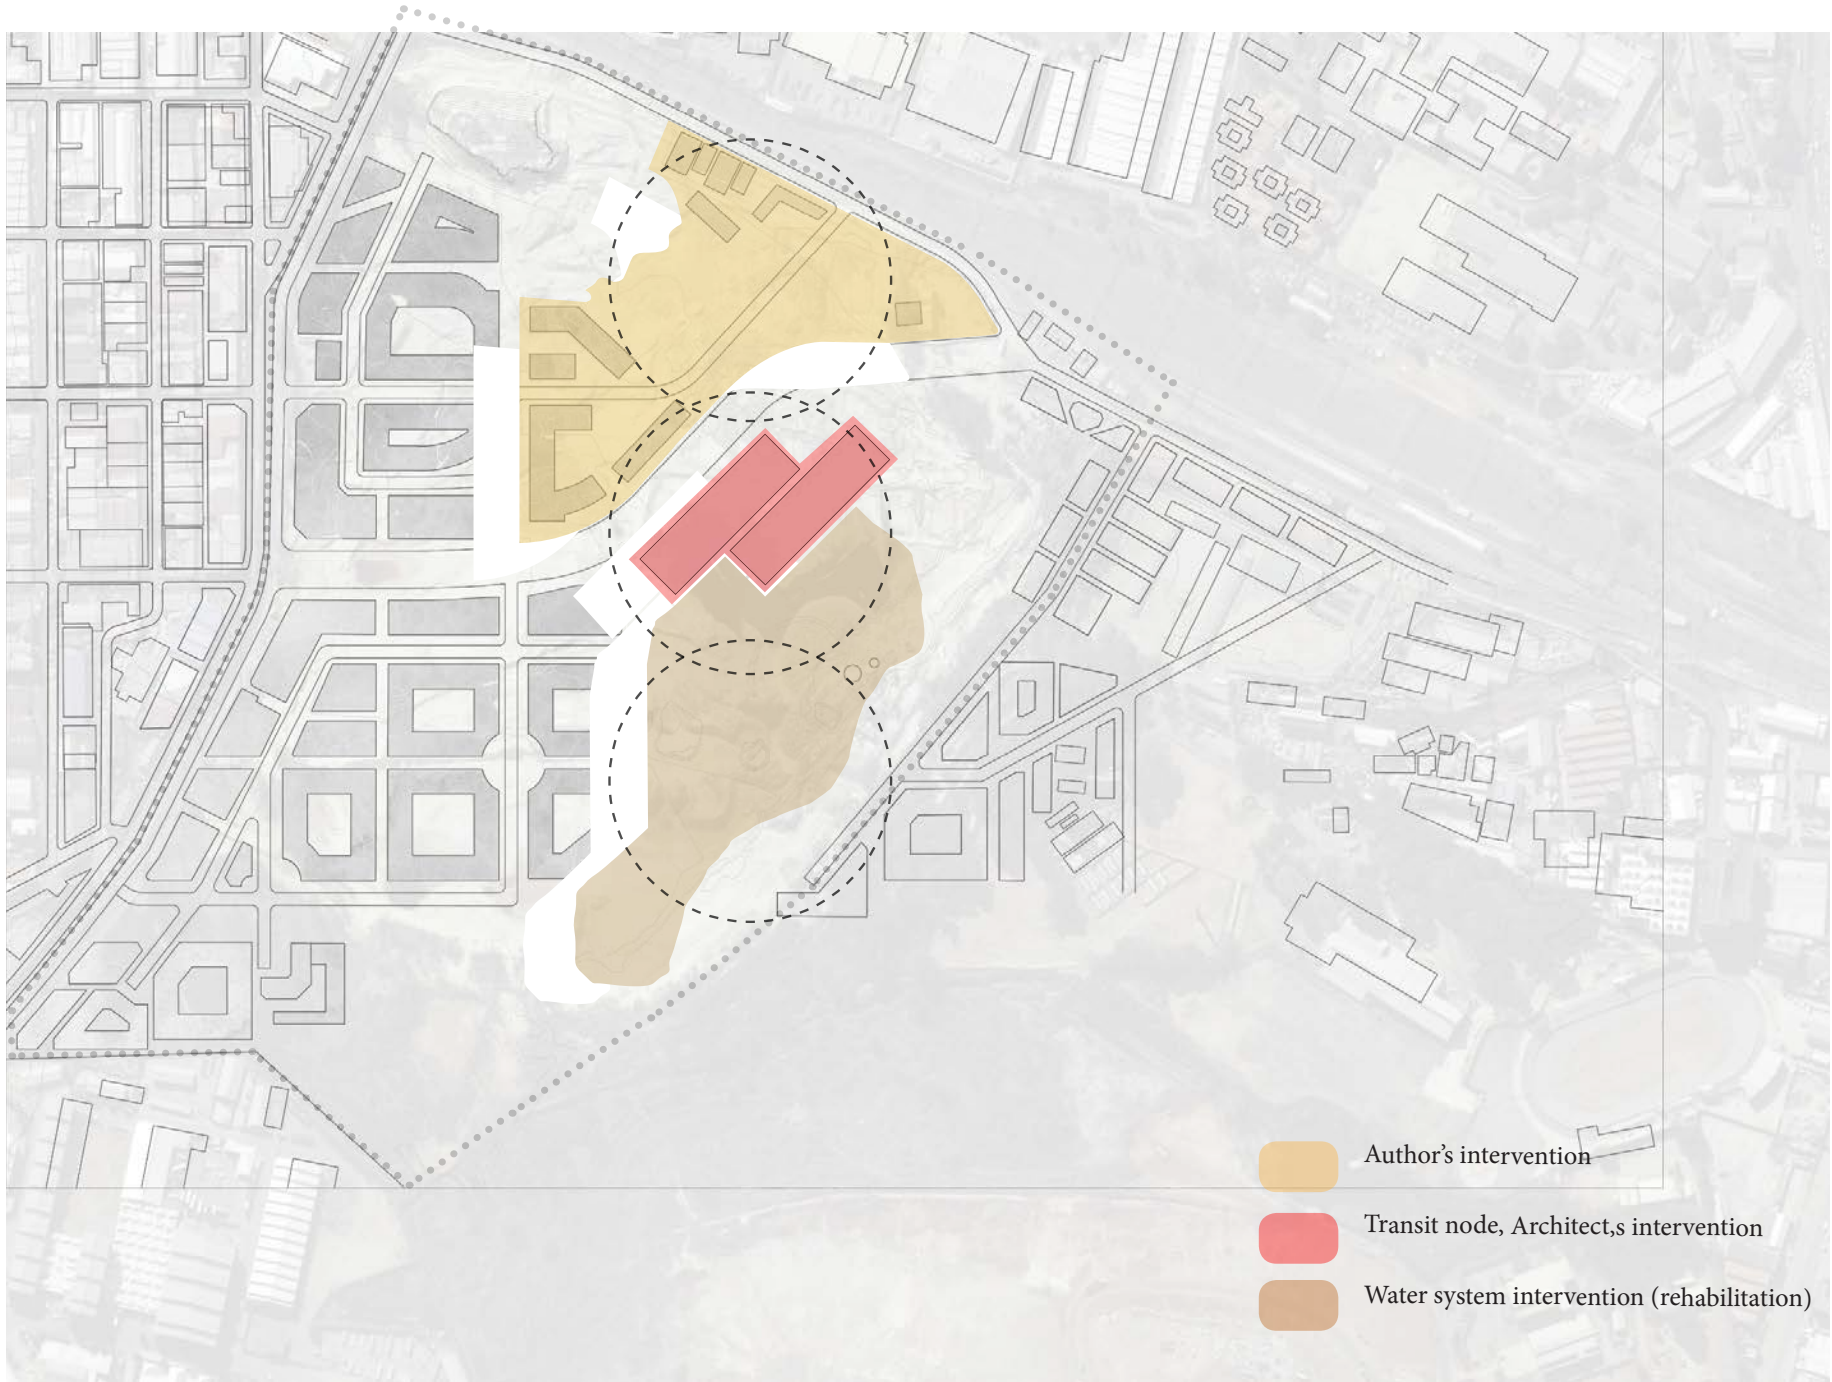 Author’s intervention
Transit node, Architect,s intervention
Water system intervention (rehabilitation)